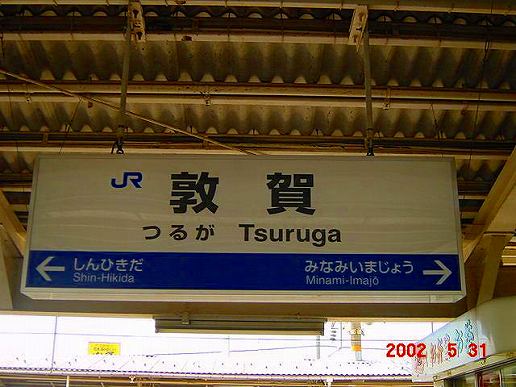 JR 敦賀
つるが Tsuruga
しんひきだ
Shin-Hikida
みなみいまじょう
Minami-Imajō
2002 5 31